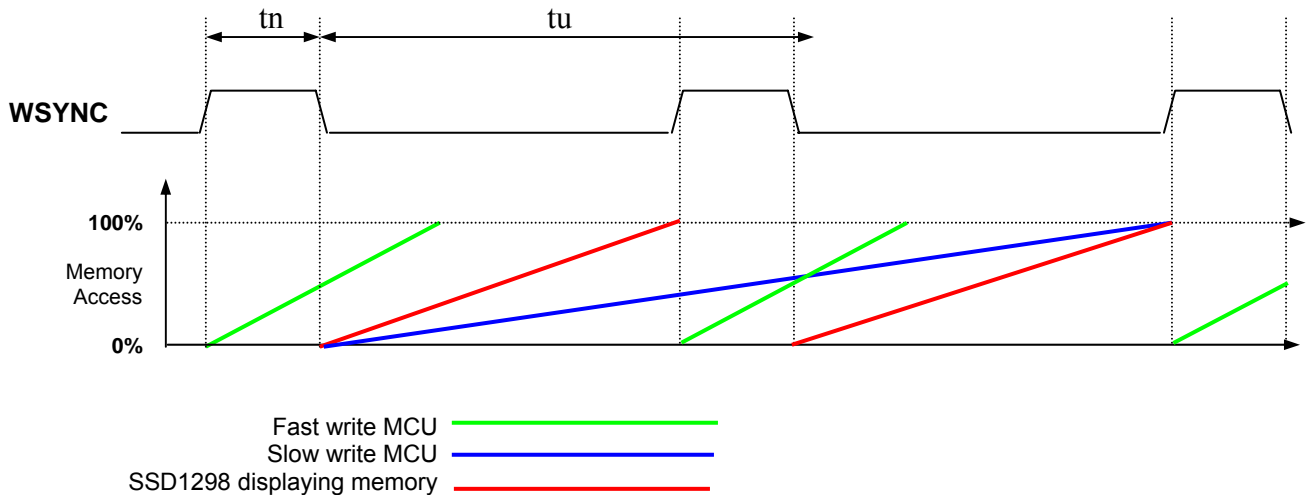 tn
tu
WSYNC
100%
Memory
Access
0%
Fast write MCU
Slow write MCU
SSD1298 displaying memory